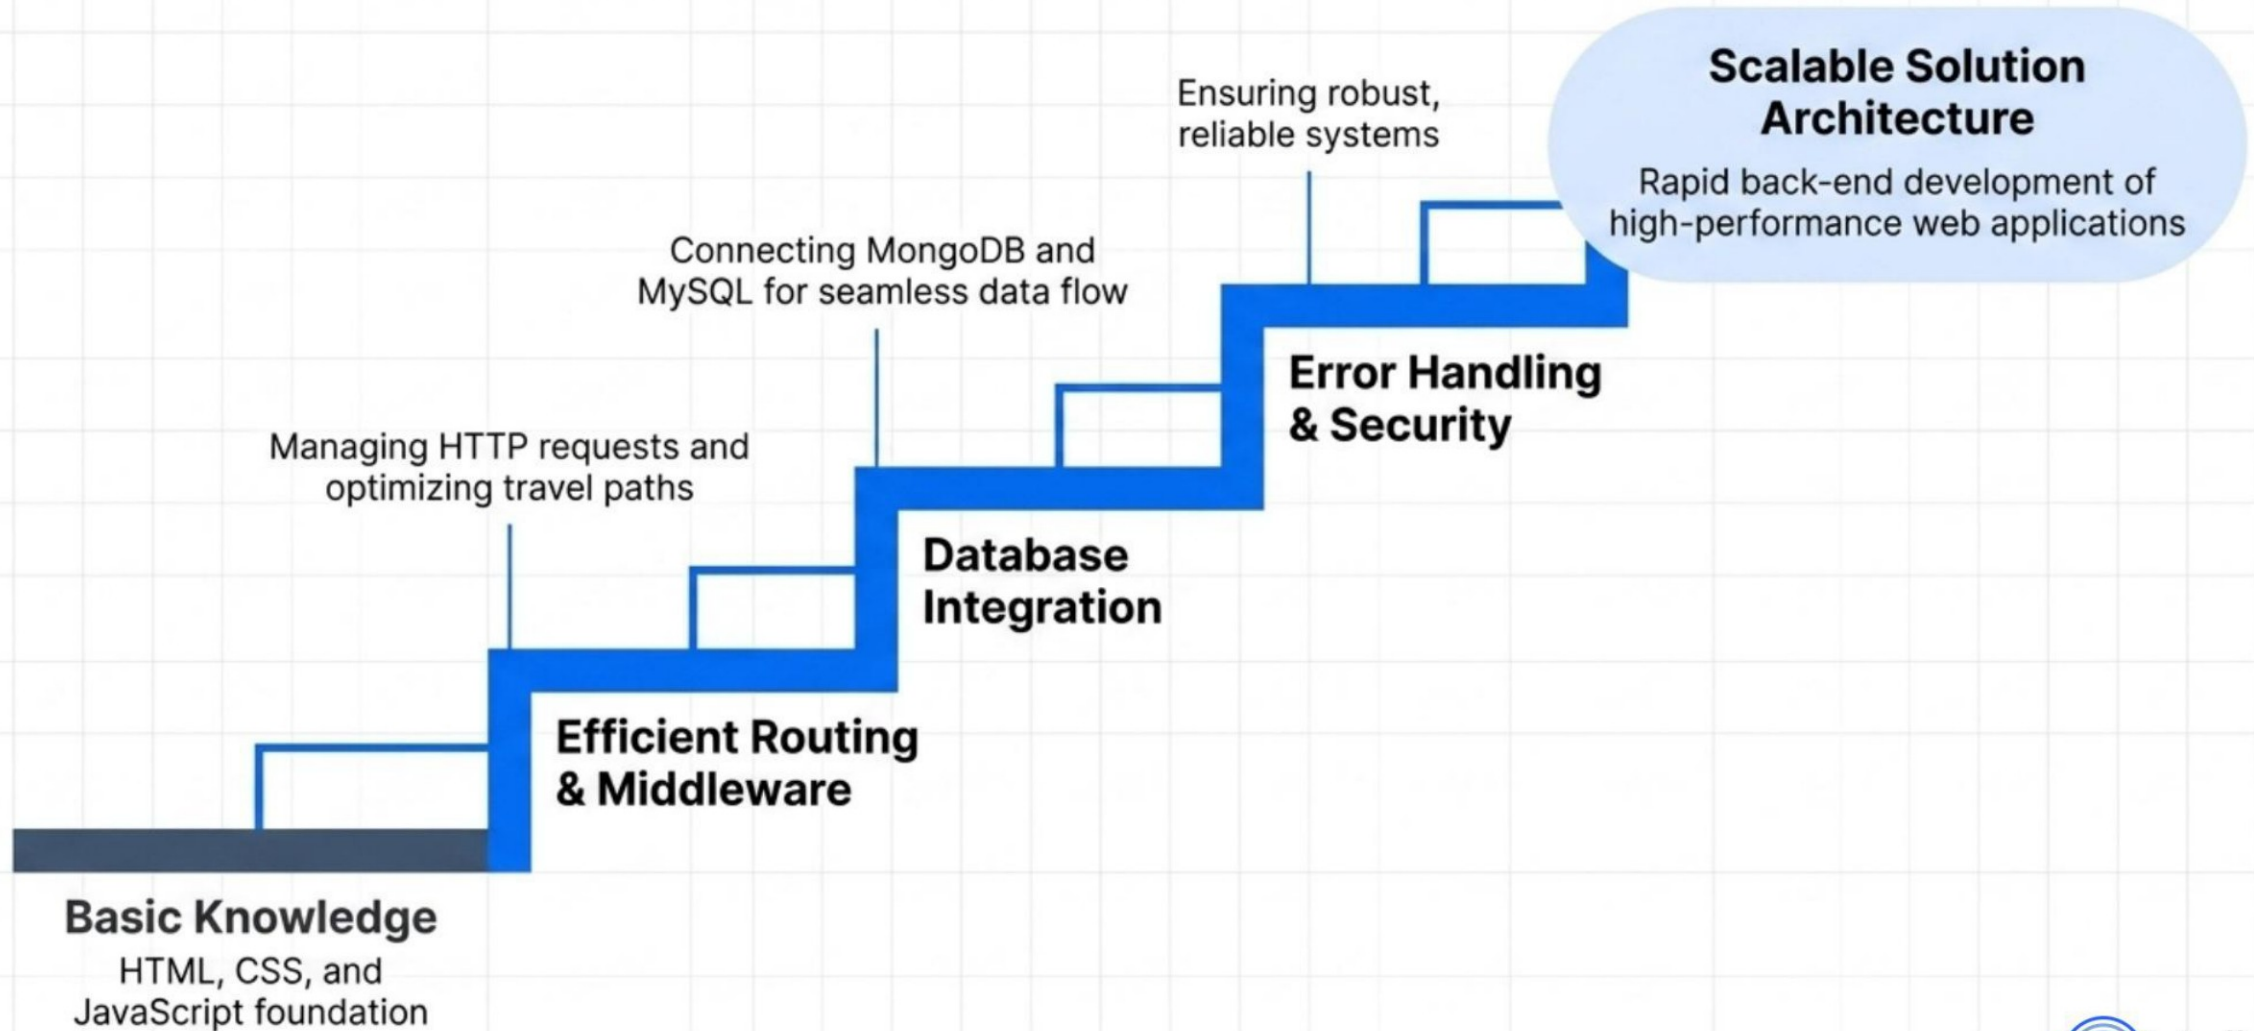 Scalable Solution
Architecture
Rapid back-end development of
high-performance web applications
Ensuring robust,
reliable systems
Error Handling
& Security
Connecting MongoDB and
MySQL for seamless data flow
Database
Integration
Managing HTTP requests and
optimizing travel paths
Efficient Routing
& Middleware
Basic Knowledge
HTML, CSS, and
JavaScript foundation